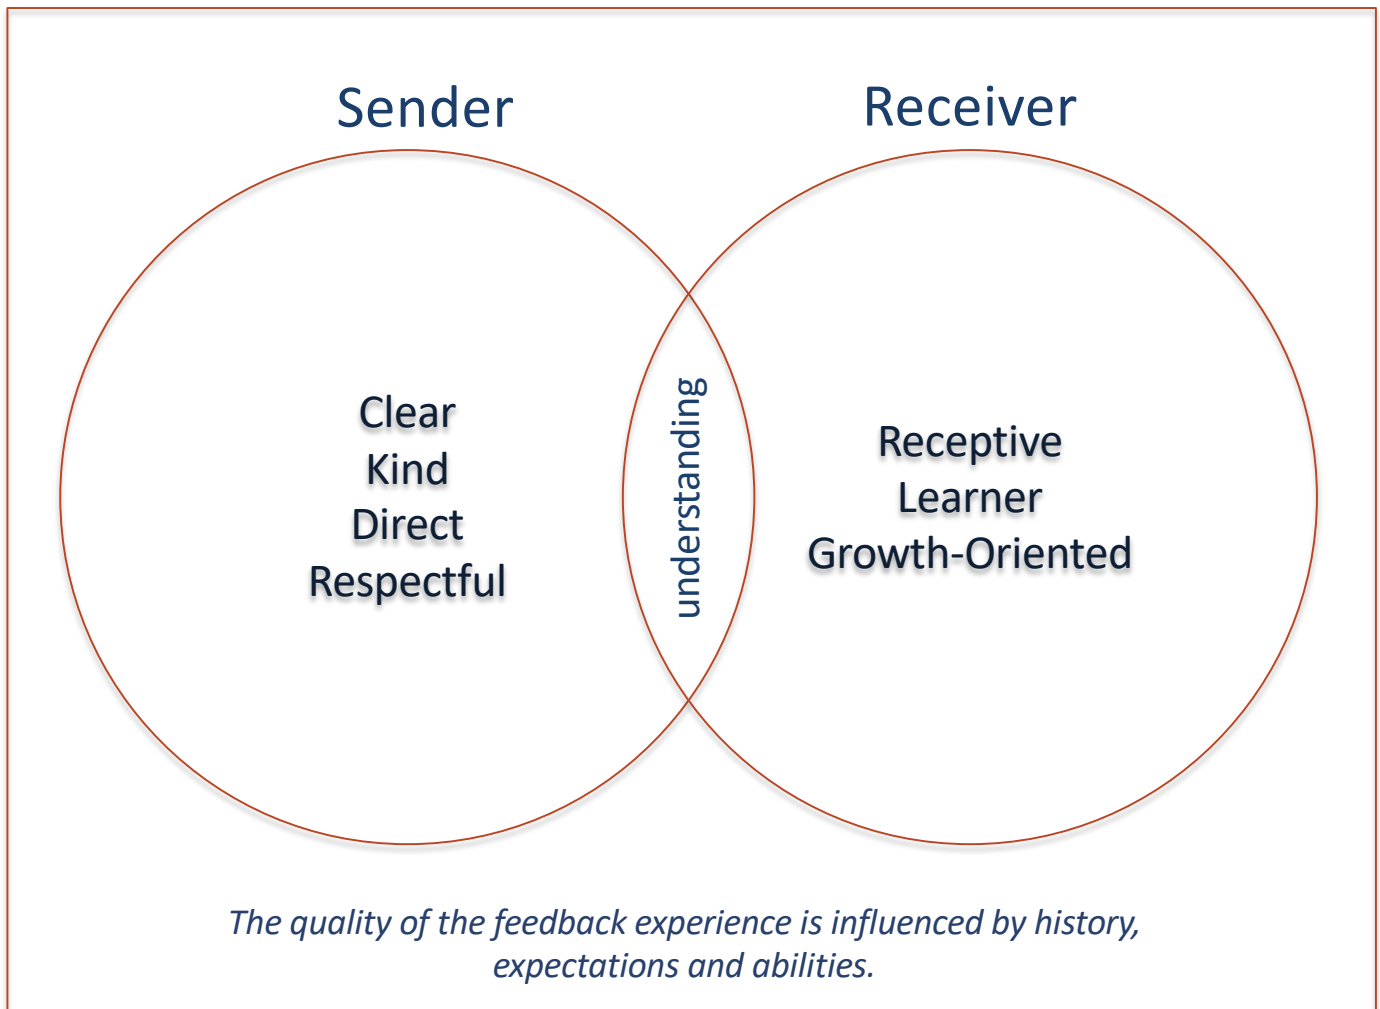 Sender
Receiver
Clear
Kind
Direct
Respectful
understanding
Receptive
Learner
Growth-Oriented
The quality of the feedback experience is influenced by history,
expectations and abilities.